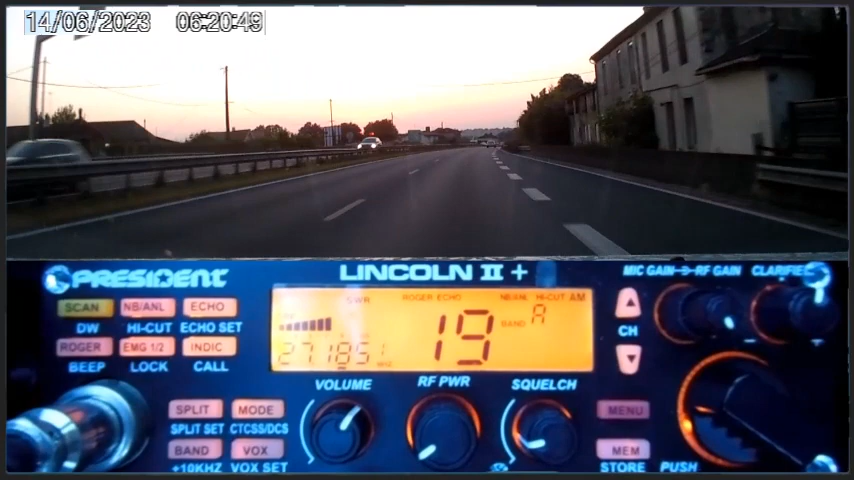 14/06/2023 06:20:49
PRESIDENT
LINCOLN II +
MIC GAIN RF GAIN CLARIFIER
SCAN NB/ANL ECHO
DW HI-CUT ECHO SET
ROGER EMG 1/2 INDIC
BEEP LOCK CALL
SWR ROGER ECHO NB/ANL HI-CUT AM
19 BAND A
271851
CH
VOLUME RF PWR SQUELCH
SPLIT MODE
SPLIT SET CTCSS/DCS
BAND VOX
+10KHZ VOX SET
MENU
MEM
STORE PUSH